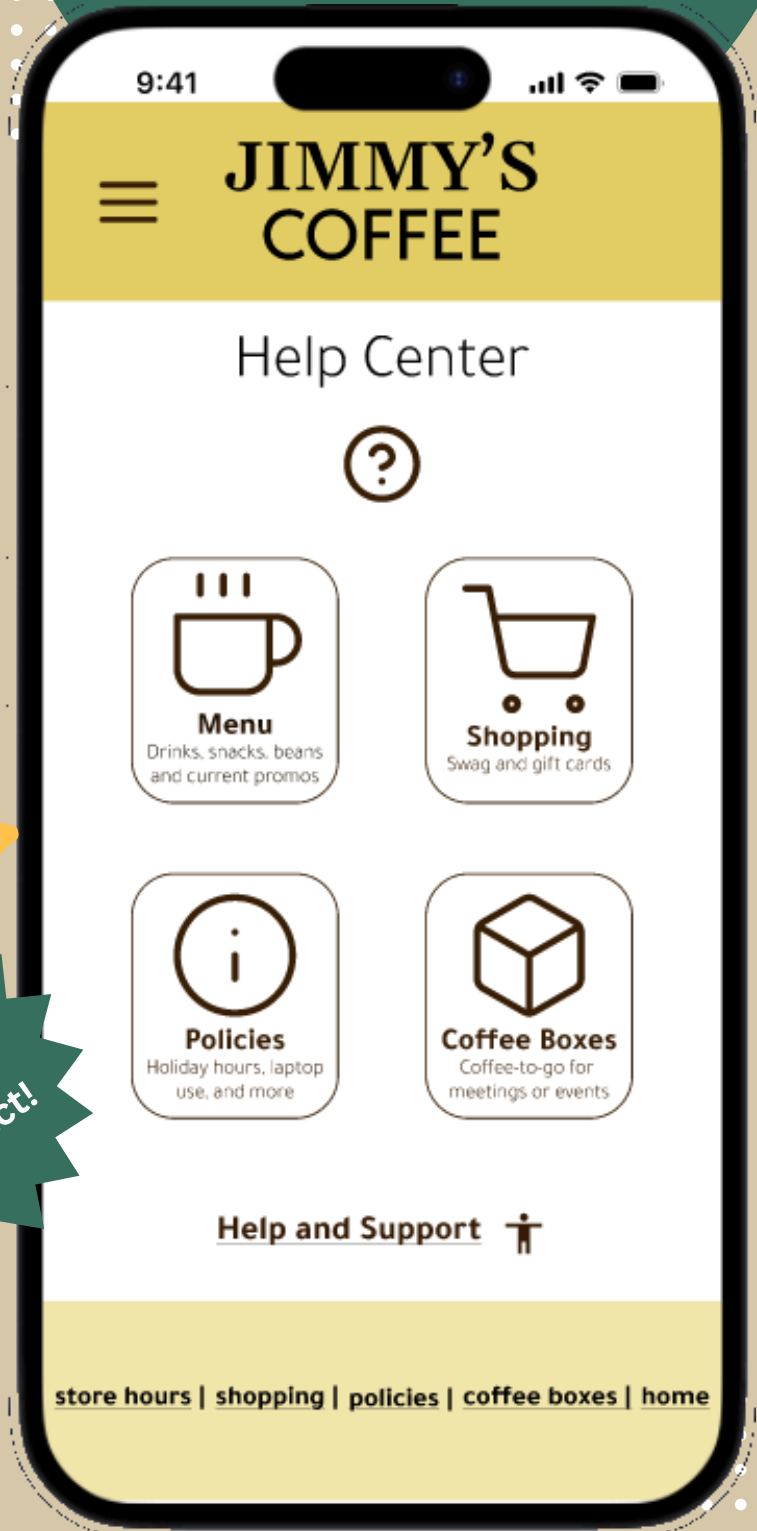 9:41
JIMMY'S
COFFEE
Help Center
?
Menu
Drinks, snacks, beans
and current promos
Shopping
Swag and gift cards
i
Policies
Holiday hours, laptop
use, and more
Coffee Boxes
Coffee-to-go for
meetings or events
ct!
Help and Support
store hours | shopping | policies | coffee boxes | home